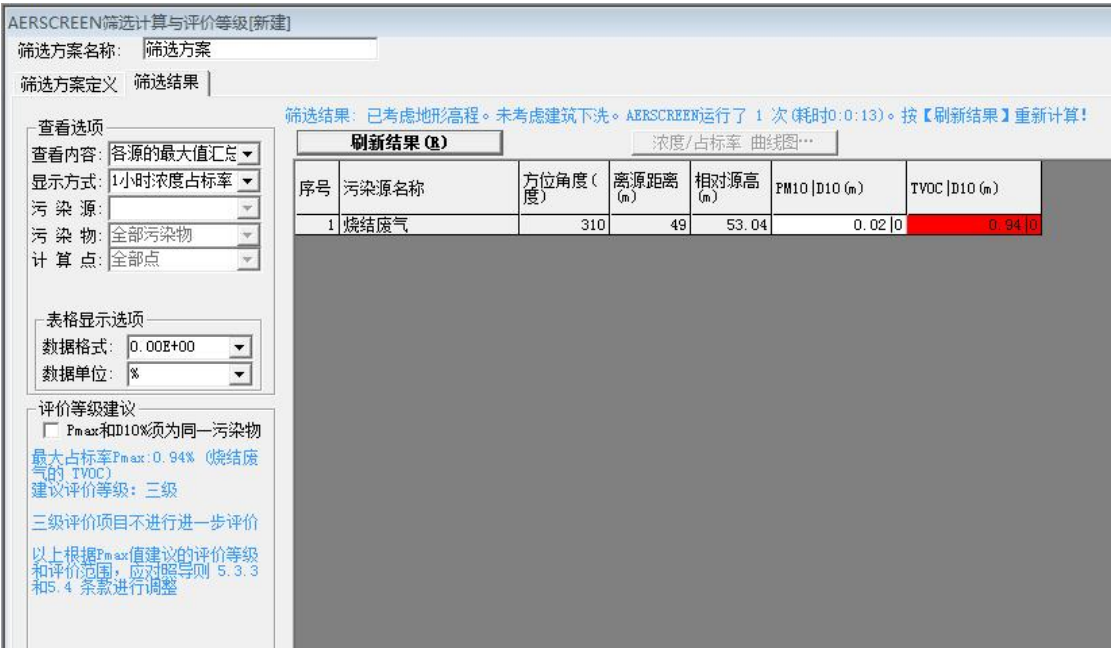 AERSCREEN筛选计算与评价等级[新建]
筛选方案名称: 筛选方案
筛选方案定义 筛选结果
筛选结果: 已考虑地形高程。未考虑建筑下洗。AERSCREEN运行了 1 次(耗时0:0:13)。按【刷新结果】重新计算!
查看选项
查看内容: 各源的最大值汇总
显示方式: 1小时浓度占标率
污 染 源:
污 染 物: 全部污染物
计 算 点: 全部点
表格显示选项
数据格式: 0.00E+00
数据单位: %
评价等级建议
Pmax和D10%须为同一污染物
最大占标率Pmax:0.94% (烧结废
气的 TVOC)
建议评价等级: 三级
三级评价项目不进行进一步评价
以上根据Pmax值建议的评价等级
和评价范围,应对照导则 5.3.3
和5.4 条款进行调整
刷新结果(R) 浓度/占标率 曲线图…
序号 污染源名称 方位角度(度) 离源距离(m) 相对源高(m) PM10|D10(m) TVOC|D10(m)
1 烧结废气 310 49 53.04 0.02|0 0.94|0